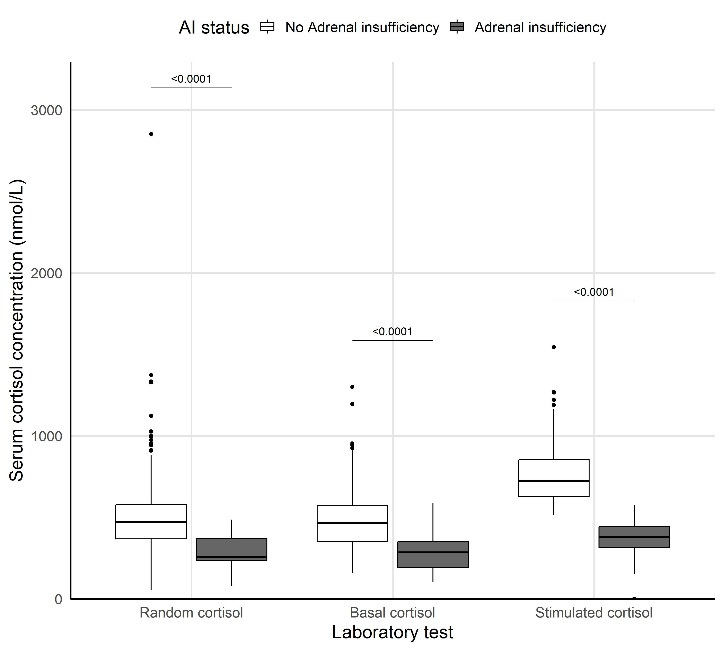 AI status No Adrenal insufficiency Adrenal insufficiency
<0.0001
3000
2000
<0.0001
<0.0001
1000
0
Serum cortisol concentration (nmol/L)
Random cortisol Basal cortisol Stimulated cortisol
Laboratory test